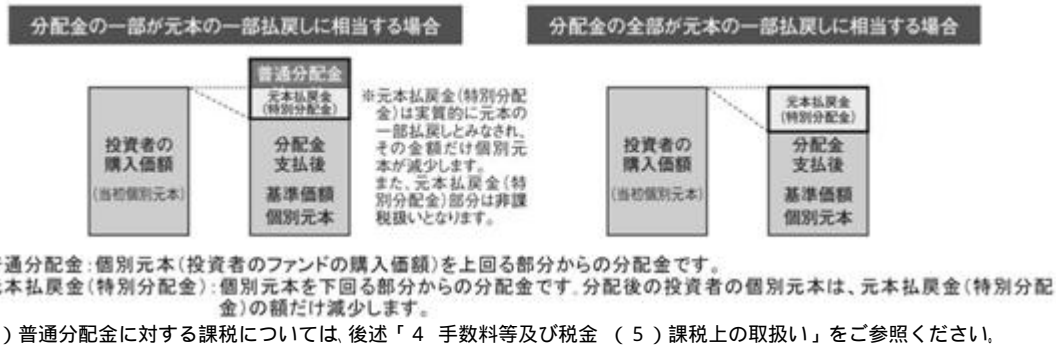 分配金の一部が元本の一部払戻しに相当する場合
投資者の
購入価額
(当初個別元本)
普通分配金
元本払戻金
(特別分配金)
分配金
支払後
基準価額
個別元本
※元本払戻金(特別分配
金)は実質的に元本の
一部払戻しとみなされ、
その金額だけ個別元
本が減少します。
また、元本払戻金(特
別分配金)部分は非課
税扱いとなります。
分配金の全部が元本の一部払戻しに相当する場合
投資者の
購入価額
(当初個別元本)
元本払戻金
(特別分配金)
分配金
支払後
基準価額
個別元本
通分配金:個別元本(投資者のファンドの購入価額)を上回る部分からの分配金です。
本払戻金(特別分配金):個別元本を下回る部分からの分配金です。分配後の投資者の個別元本は、元本払戻金(特別分配
金)の額だけ減少します。
)普通分配金に対する課税については、後述「4 手数料等及び税金 (5)課税上の取扱い」をご参照ください。